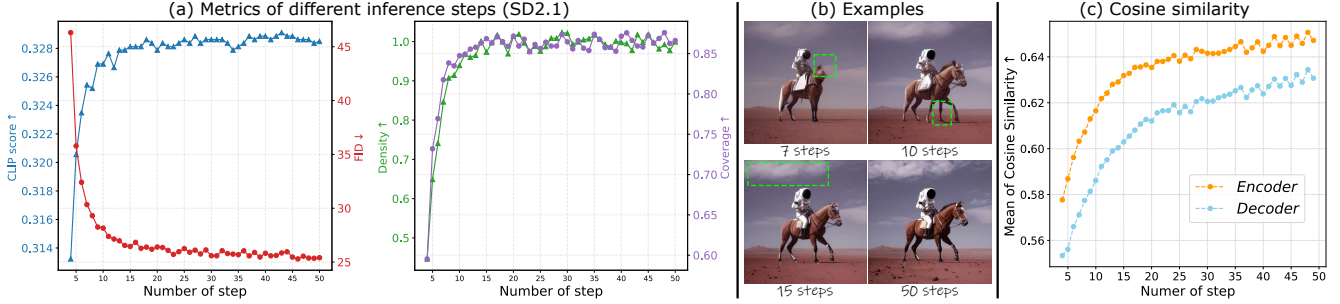 (a) Metrics of different inference steps (SD2.1)
0.328
0.326
0.324
0.322
0.320
0.318
0.316
0.314
CLIP score ↑
45
40
35
30
25
FID ↓
5 10 15 20 25 30 35 40 45 50
Number of step
1.0
0.9
0.8
0.7
0.6
0.5
Density ↑
0.85
0.80
0.75
0.70
0.65
0.60
Coverage ↑
5 10 15 20 25 30 35 40 45 50
Number of step
(b) Examples
7 steps
10 steps
15 steps
50 steps
(c) Cosine similarity
0.64
0.62
0.60
0.58
0.56
Mean of Cosine Similarity ↑
Encoder
Decoder
5 10 15 20 25 30 35 40 45 50
Numer of step